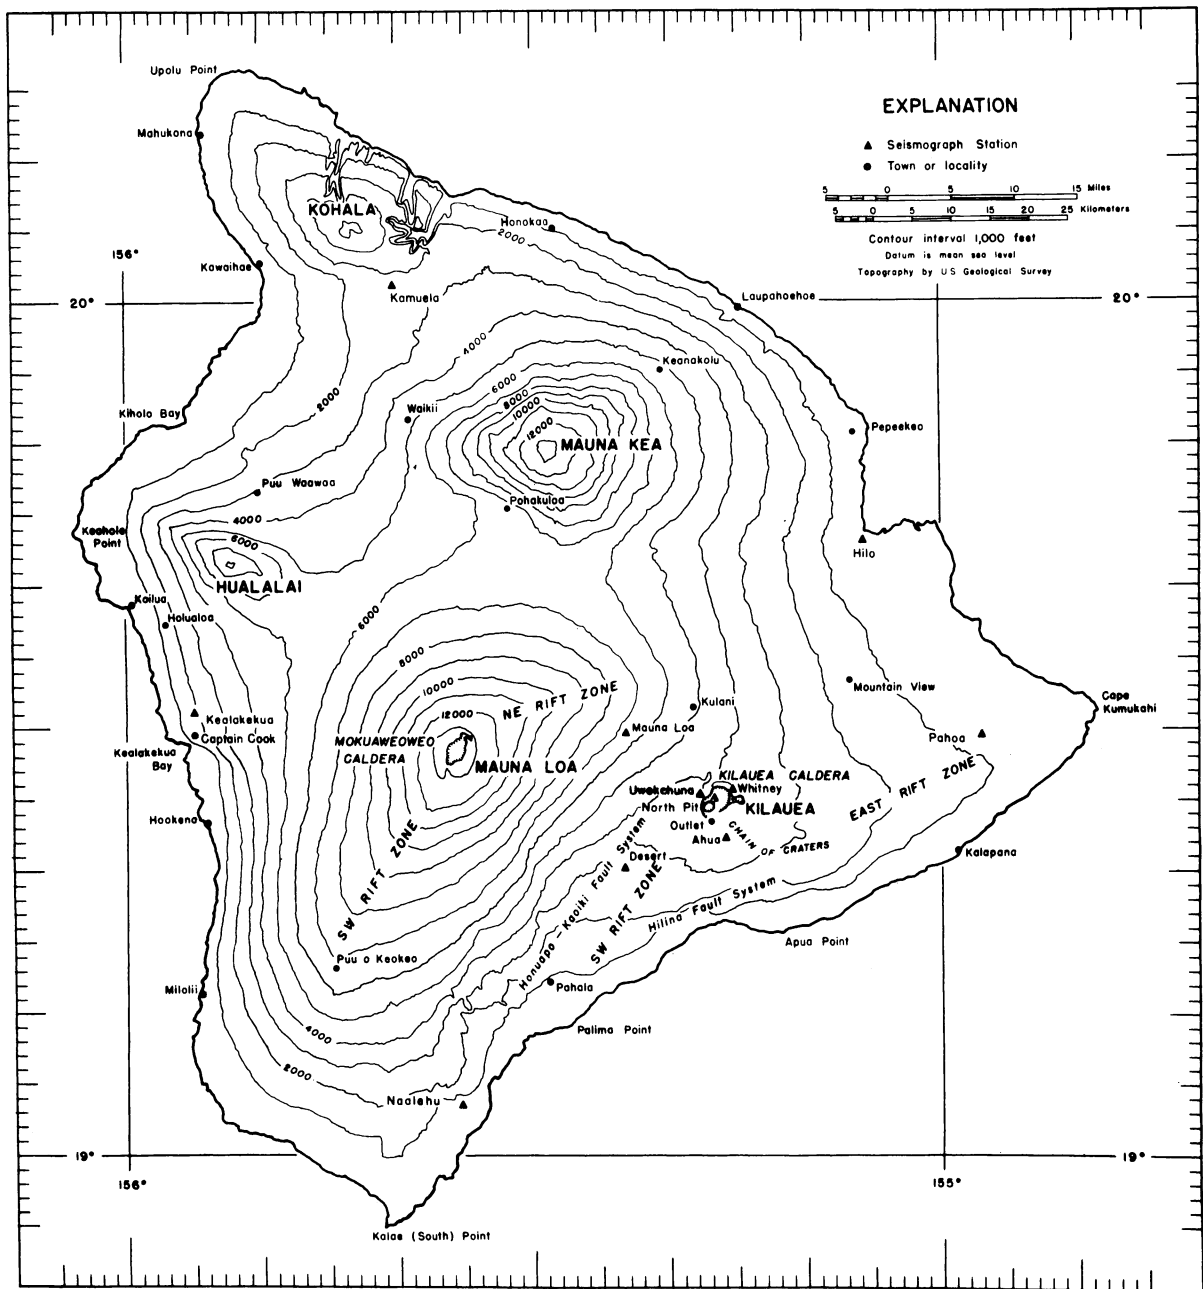 Upolu Point
EXPLANATION
Seismograph Station
Town or locality
Mahukona
5 0 5 10 15 Miles
5 0 5 10 15 20 25 Kilometers
Contour interval 1,000 feet
Datum is mean sea level
Topography by U S Geological Survey
KOHALA
Honokaa
2000
156°
Kawaihae
Kamuela
20°
Laupahoehoe
20°
4000
Keanakolu
6000
8000
10000
12000
2000
Waikii
Kiholo Bay
MAUNA KEA
Pepeekeo
Puu Waawaa
Pohakuloa
4000
Keahole
Point
6000
Hilo
HUALALAI
Kailua
Holualoa
6000
8000
10000
12000
NE RIFT ZONE
Mountain View
Cape
Kumukahi
Kulani
Kealakekua
Captain Cook
Mauna Loa
Pahoa
MOKUAWEOWEO
CALDERA
Kealakekua
Bay
MAUNA LOA
KILAUEA CALDERA
Uwekahuna
Whitney
North Pit
KILAUEA
EAST RIFT ZONE
Hookena
Outlet
Ahua
CHAIN OF CRATERS
Kalapana
Desert
SW RIFT ZONE
Honuapo - Kaoiki Fault System
SW RIFT ZONE
Hilina Fault System
Apua Point
Puu o Keokeo
Pahala
Milolii
Palima Point
4000
2000
Naalehu
19°
19°
156°
155°
Kalae (South) Point